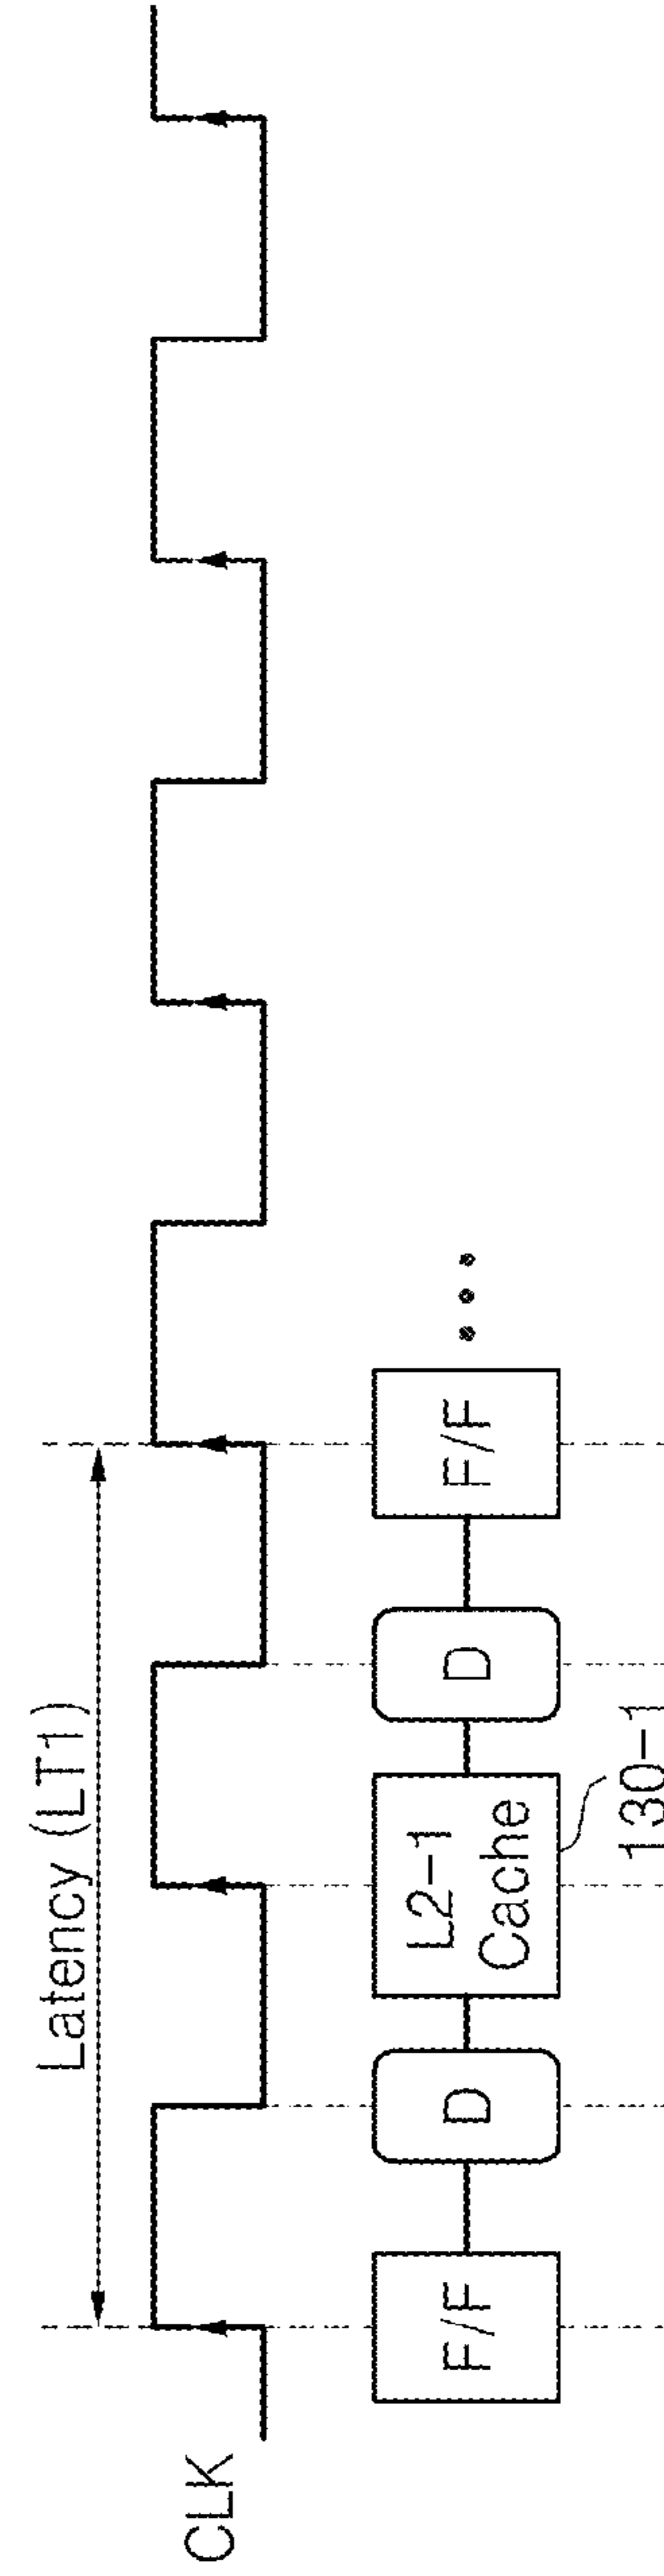 Latency (LT1)
CLK
F/F
D
L2-1
Cache
D
F/F
130-1